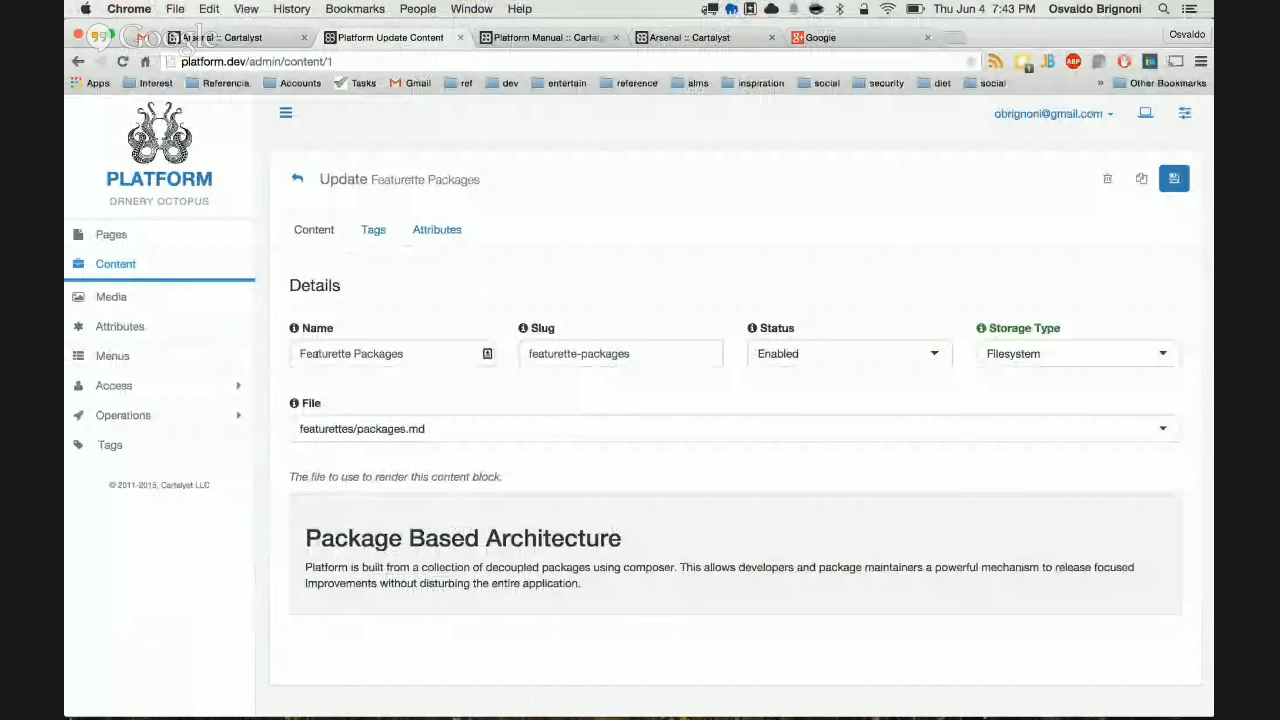 Chrome File Edit View History Bookmarks People Window Help Thu Jun 4 7:43 PM Osvaldo Brignoni
Google
Arsenal :: Cartalyst Platform Update Content Platform Manual :: Cartaly Arsenal :: Cartalyst Google Osvaldo
platform.dev/admin/content/1
Apps Interest Referencia Accounts Tasks Gmail ref dev entertain reference alms inspiration social security diet social » Other Bookmarks
obrignoni@gmail.com
PLATFORM
ORNERY OCTOPUS
Pages
Content
Media
Attributes
Menus
Access
Operations
Tags
© 2011-2015, Cartalyst LLC
Update Featurette Packages
Content Tags Attributes
Details
Name Slug Status Storage Type
Featurette Packages featurette-packages Enabled Filesystem
File
featurettes/packages.md
The file to use to render this content block.
Package Based Architecture
Platform is built from a collection of decoupled packages using composer. This allows developers and package maintainers a powerful mechanism to release focused
improvements without disturbing the entire application.